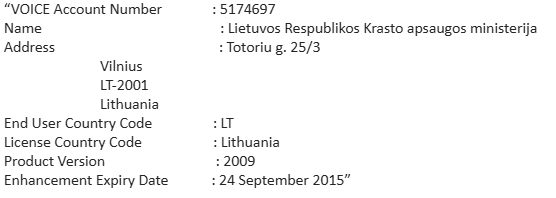 “VOICE Account Number : 5174697
Name : Lietuvos Respublikos Krasto apsaugos ministerija
Address : Totoriu g. 25/3
Vilnius
LT-2001
Lithuania
End User Country Code : LT
License Country Code : Lithuania
Product Version : 2009
Enhancement Expiry Date : 24 September 2015”